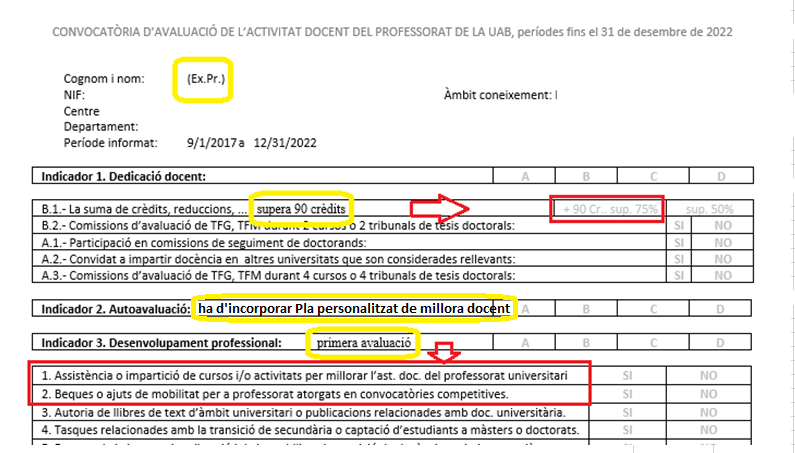 CONVOCATÒRIA D'AVALUACIÓ DE L'ACTIVITAT DOCENT DEL PROFESSORAT DE LA UAB, períodes fins el 31 de desembre de 2022
Cognom i nom: (Ex.Pr.)
NIF: Àmbit coneixement:
Centre
Departament:
Període informat: 9/1/2017 a 12/31/2022
Indicador 1. Dedicació docent: A B C D
B.1.- La suma de crèdits, reduccions, ... supera 90 crèdits + 90 Cr.. sup. 75% sup. 50%
B.2.- Comissions d'avaluació de TFG, TFM durant 2 cursos o 2 tribunals de tesis doctorals: SI NO
A.1.- Participació en comissions de seguiment de doctorands: SI NO
A.2.- Convidat a impartir docència en altres universitats que son considerades rellevants: SI NO
A.3.- Comissions d'avaluació de TFG, TFM durant 4 cursos o 4 tribunals de tesis doctorals: SI NO
Indicador 2. Autoavaluació: ha d'incorporar Pla personalitzat de millora docent A B C D
Indicador 3. Desenvolupament professional: primera avaluació A B C D
1. Assistència o impartició de cursos i/o activitats per millorar l'ast. doc. del professorat universitari SI NO
2. Beques o ajuts de mobilitat per a professorat atorgats en convocatòries competitives. SI NO
3. Autoria de llibres de text d'àmbit universitari o publicacions relacionades amb doc. universitària. SI NO
4. Tasques relacionades amb la transició de secundària o captació d'estudiants a màsters o doctorats. SI NO